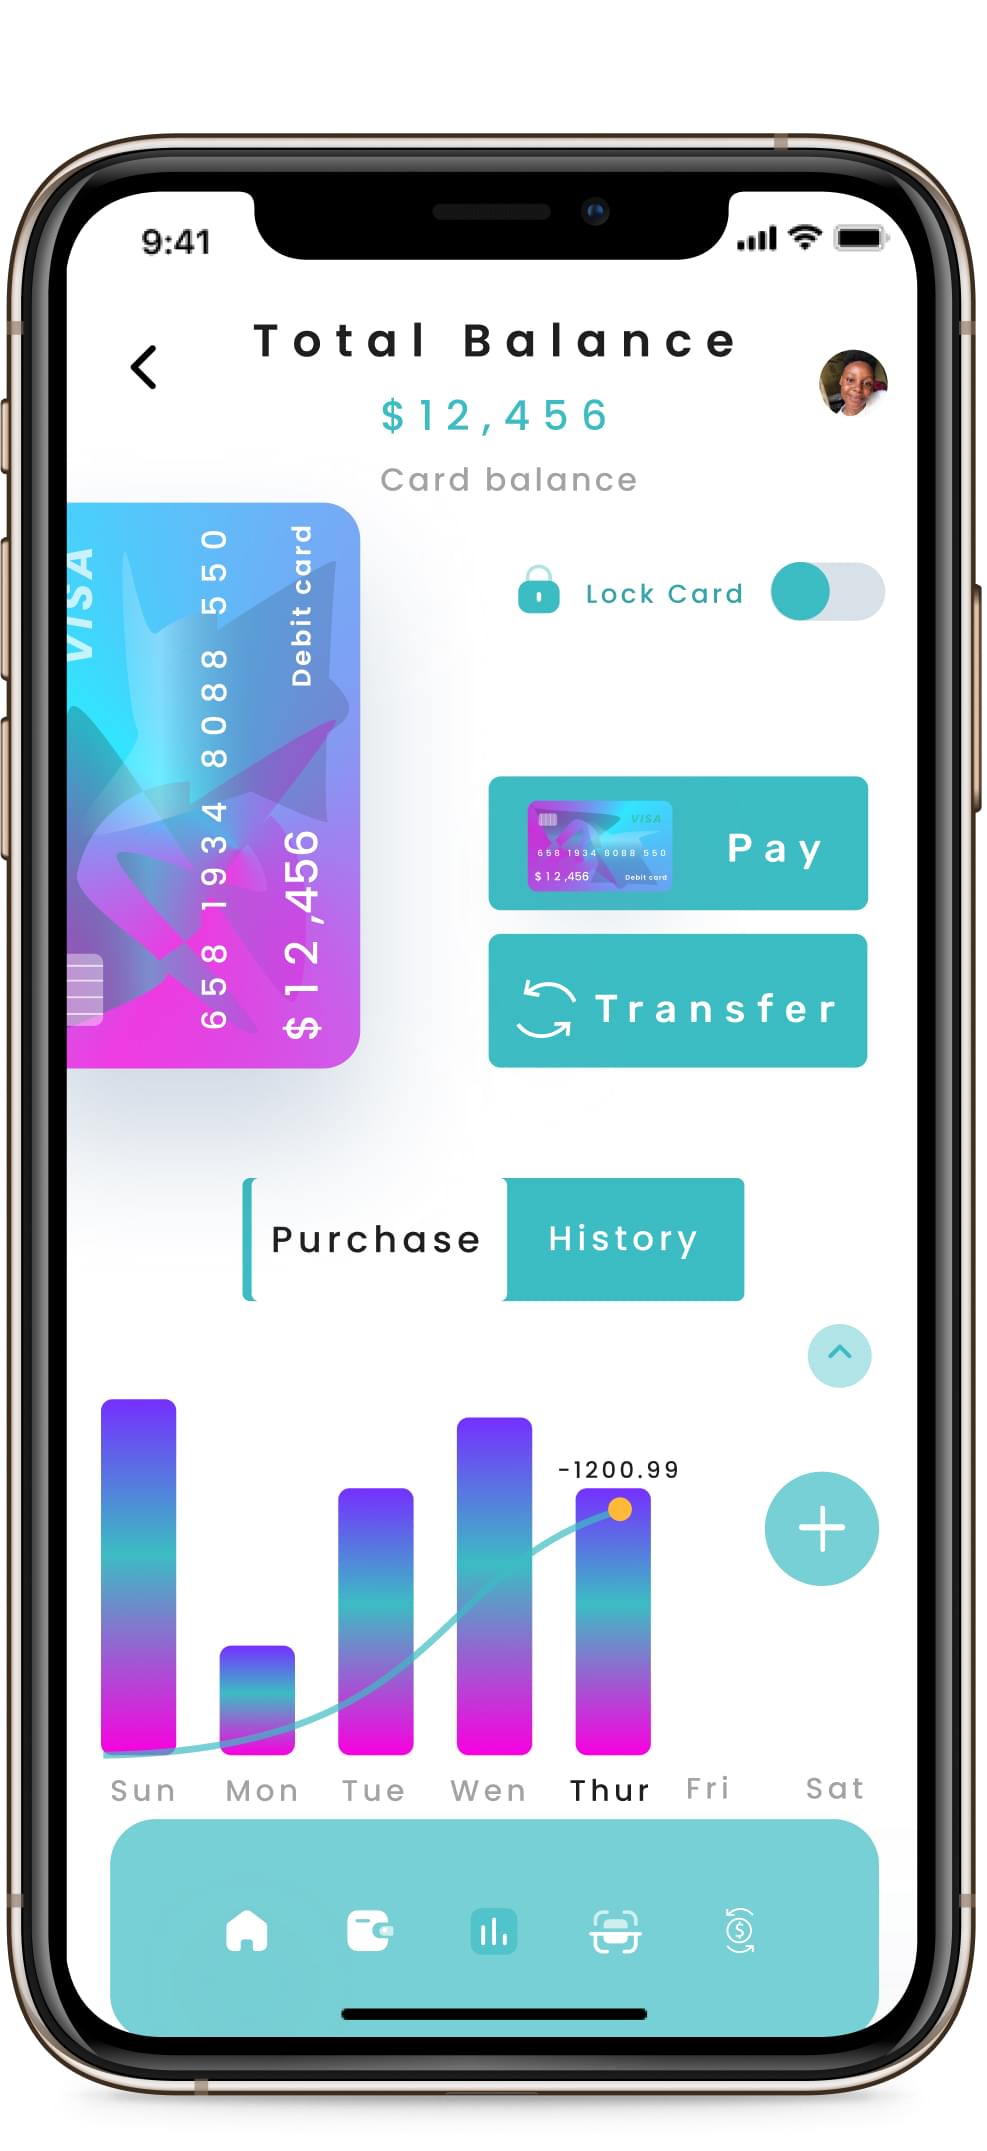 9:41
Total Balance
$12,456
Card balance
VISA
658 1934 8088 550
$12,456
Debit card
Lock Card
VISA
658 1934 8088 550
$12,456
Debit card
Pay
Transfer
Purchase
History
-1200.99
Sun Mon Tue Wen Thur Fri Sat
$